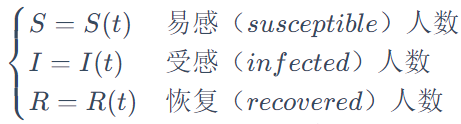 S = S(t) 易感（susceptible）人数
I = I(t) 受感（infected）人数
R = R(t) 恢复（recovered）人数